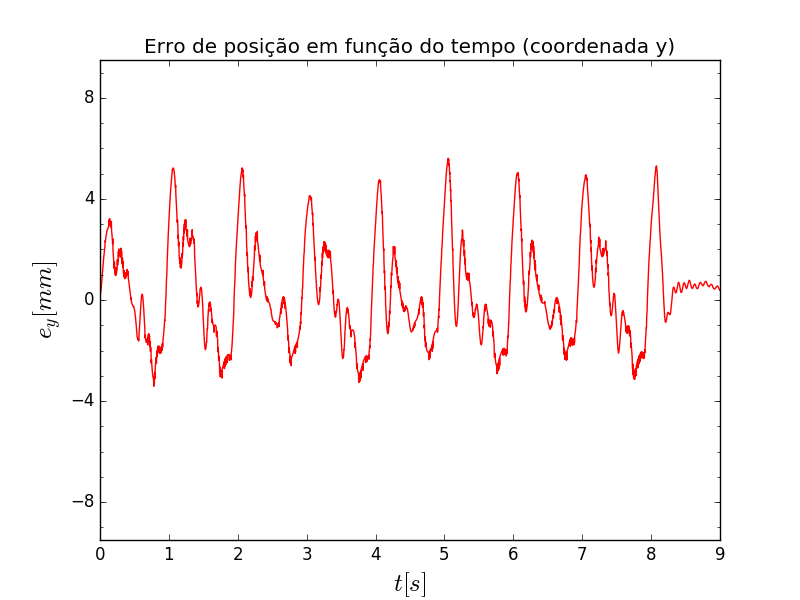 Erro de posição em função do tempo (coordenada y)
8
4
0
−4
−8
e_y[mm]
0 1 2 3 4 5 6 7 8 9
t[s]